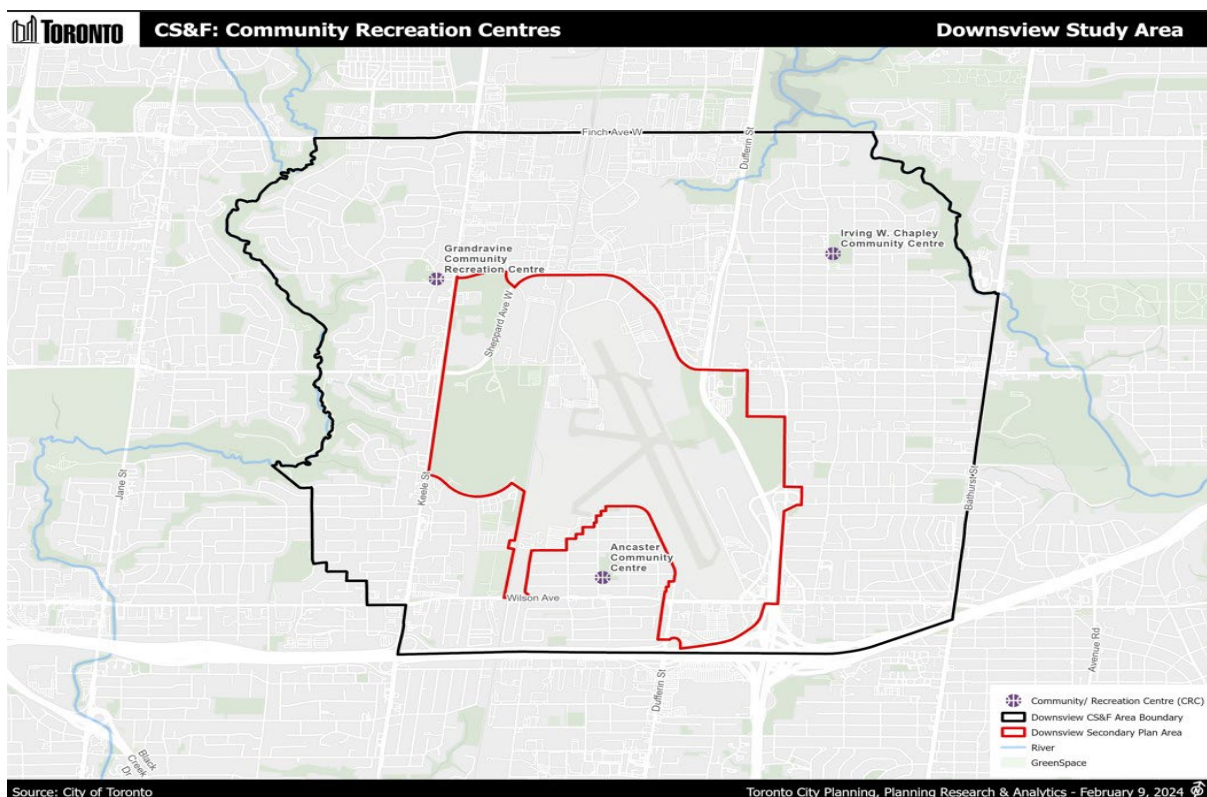 TORONTO
CS&F: Community Recreation Centres
Downsview Study Area
Finch Ave W
Dufferin St
Irving W. Chapley
Community Centre
Grandravine
Community
Recreation Centre
Sheppard Ave W
Keele St
Jane St
Bathurst St
Ancaster
Community
Centre
Wilson Ave
Dufferin St
Avenue Rd
Black
Creek
Dr
Community/ Recreation Centre (CRC)
Downsview CS&F Area Boundary
Downsview Secondary Plan Area
River
GreenSpace
Source: City of Toronto
Toronto City Planning, Planning Research & Analytics - February 9, 2024